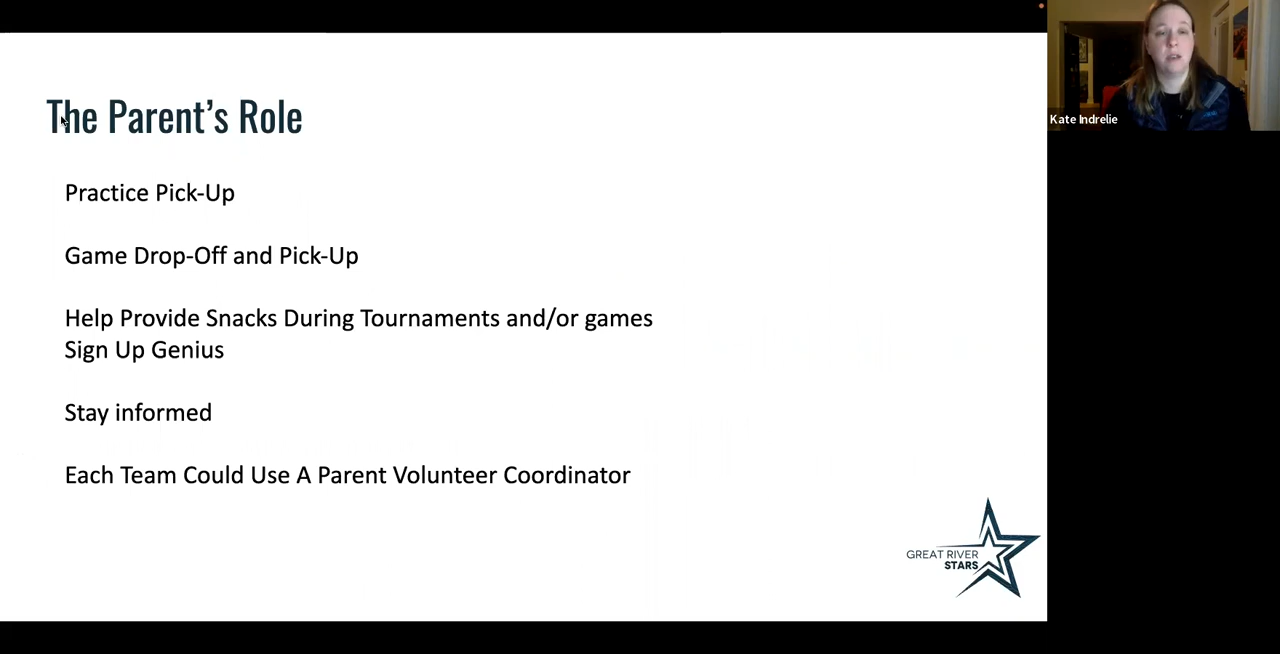 The Parent's Role
Practice Pick-Up
Game Drop-Off and Pick-Up
Help Provide Snacks During Tournaments and/or games
Sign Up Genius
Stay informed
Each Team Could Use A Parent Volunteer Coordinator
GREAT RIVER
STARS
Kate Indrelie